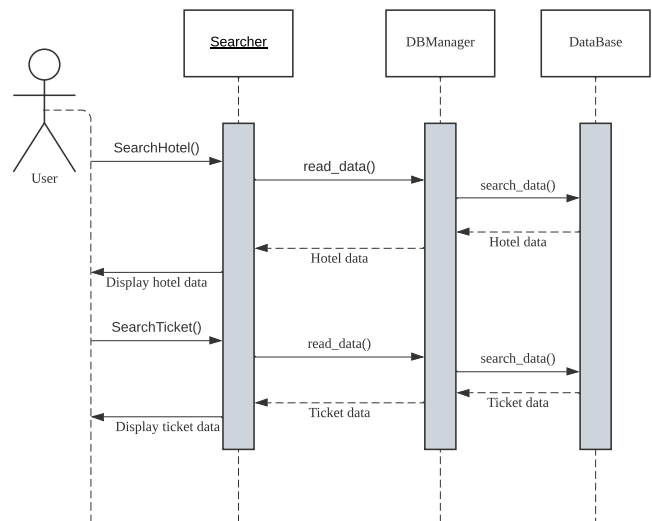 Searcher
DBManager
DataBase
User
SearchHotel()
read_data()
search_data()
Hotel data
Hotel data
Display hotel data
SearchTicket()
read_data()
search_data()
Ticket data
Ticket data
Display ticket data